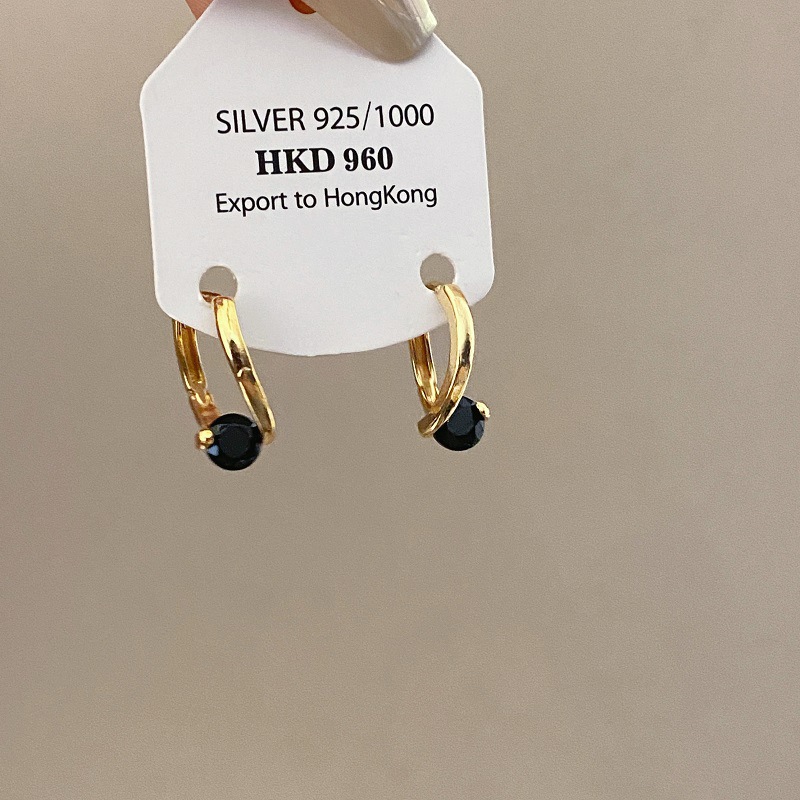 SILVER 925/1000
HKD 960
Export to HongKong